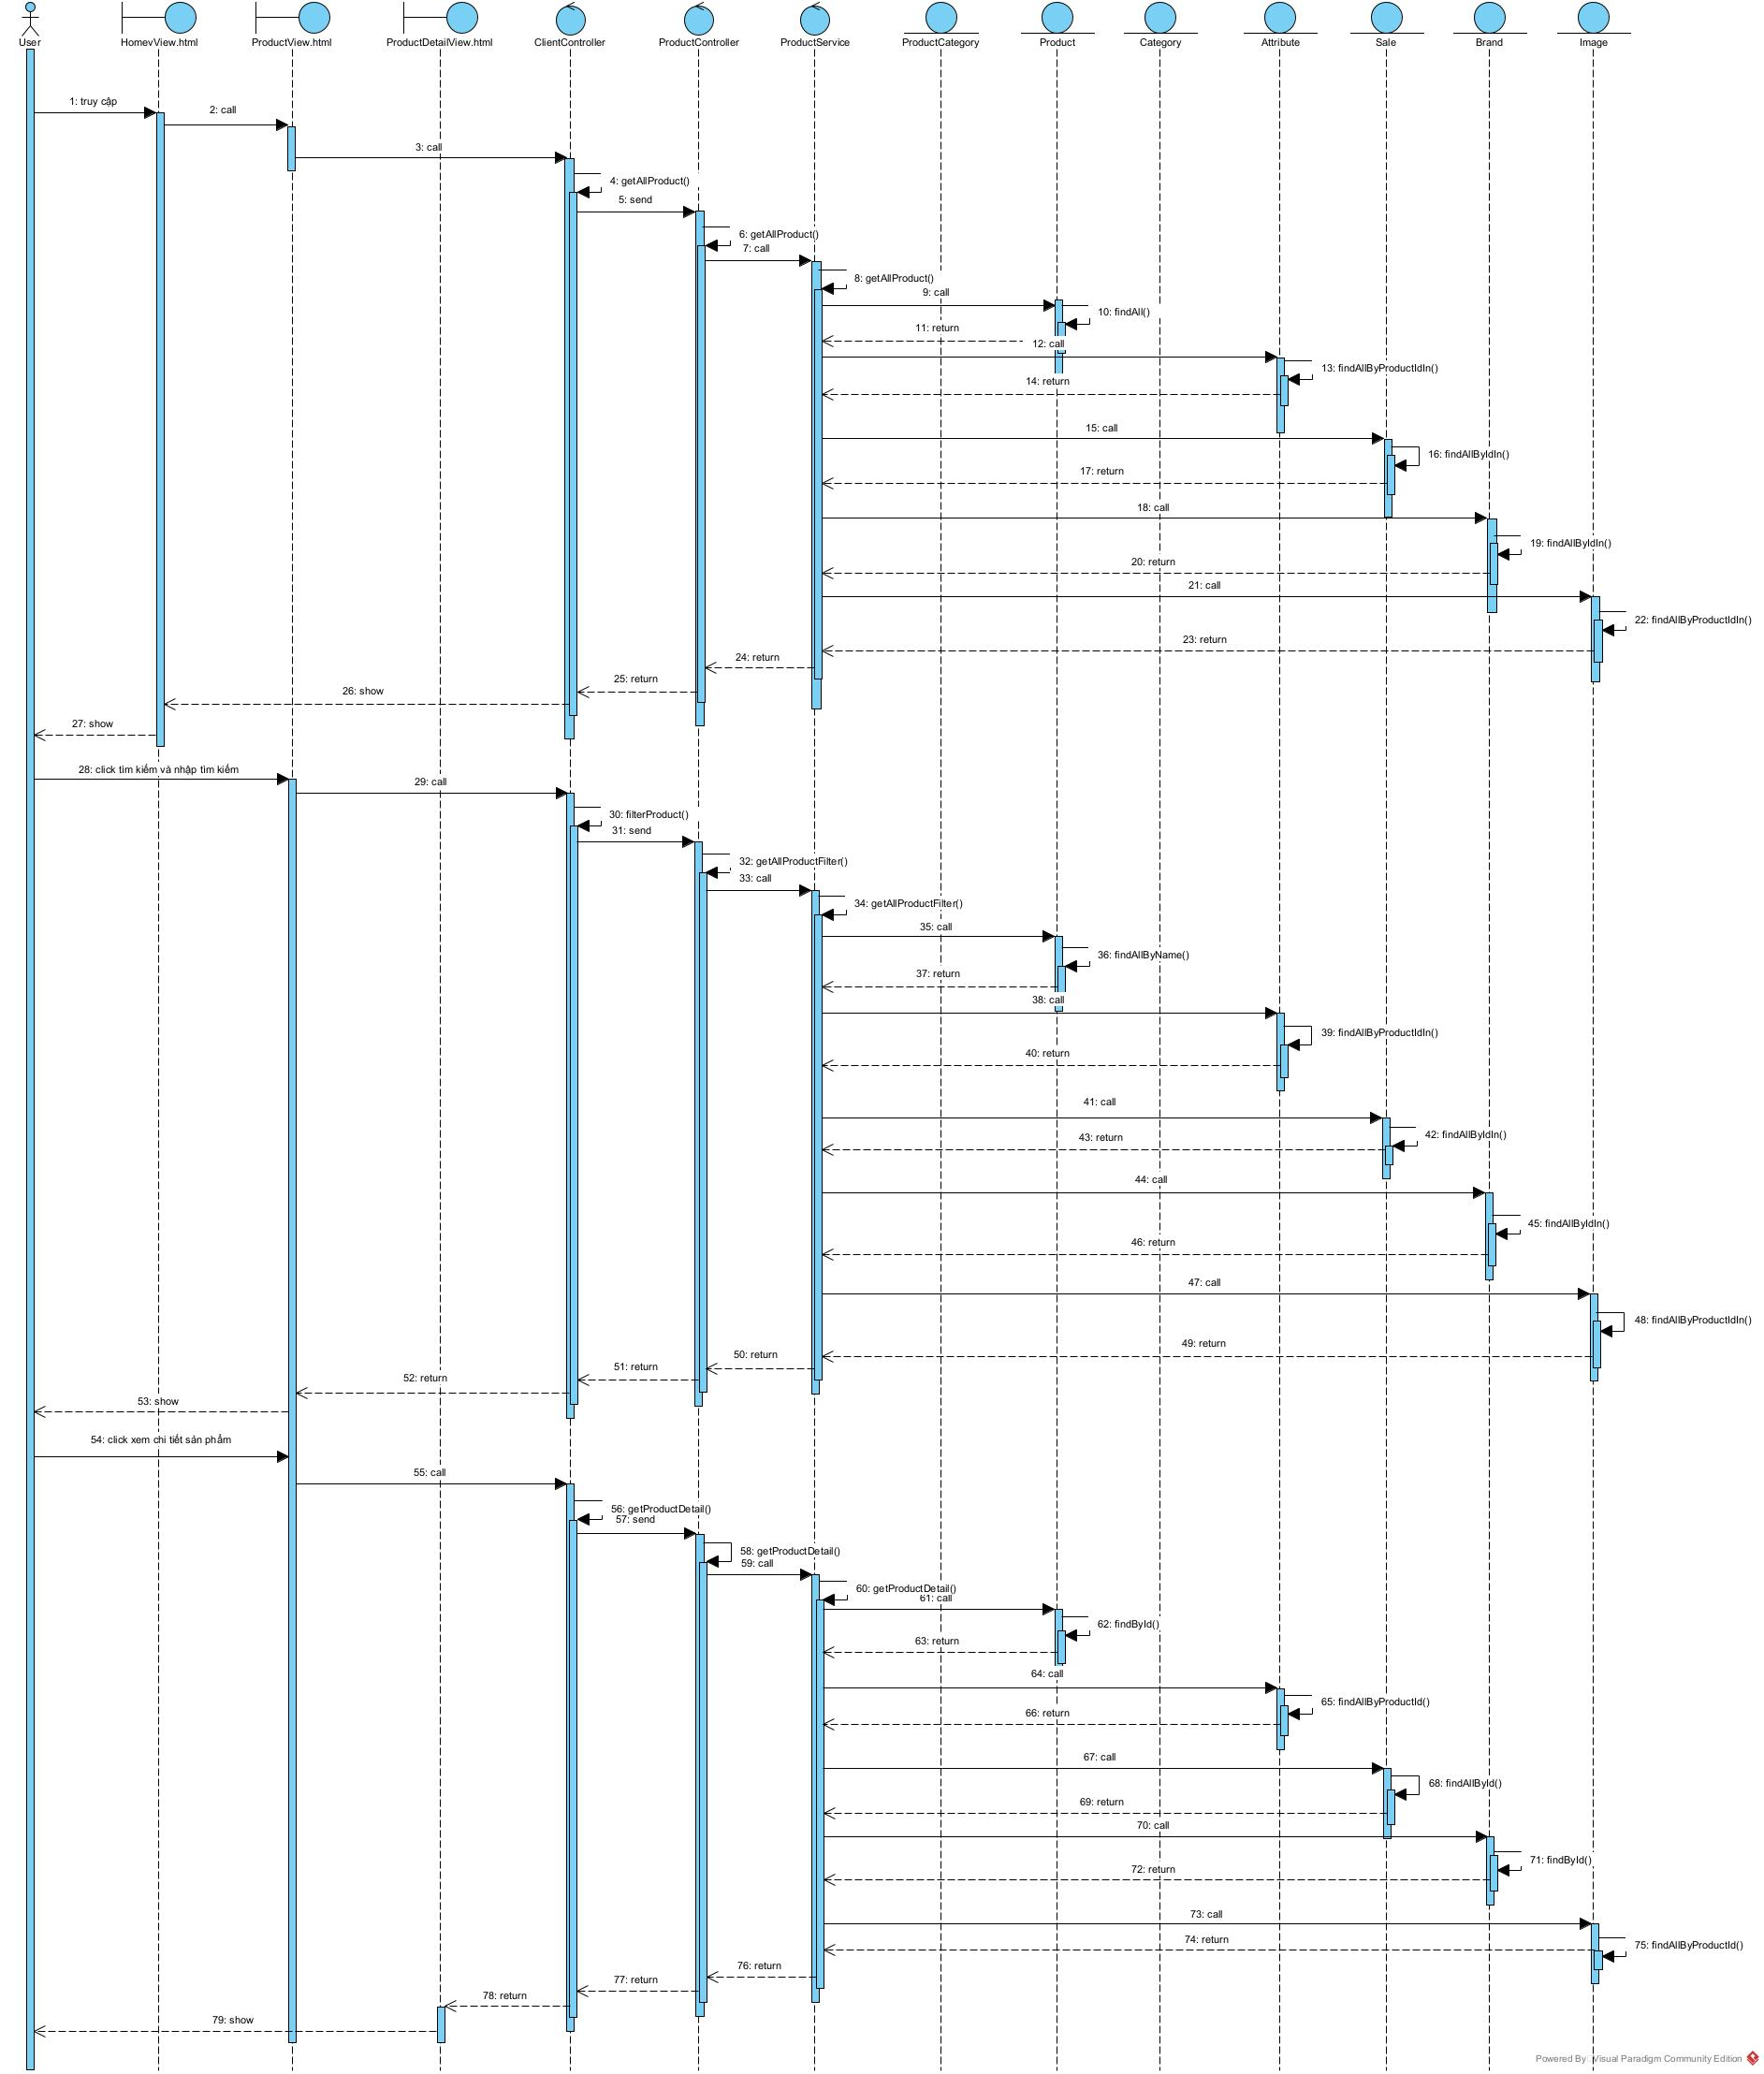 User
HomevView.html
ProductView.html
ProductDetailView.html
ClientController
ProductController
ProductService
ProductCategory
Product
Category
Attribute
Sale
Brand
Image
1: truy cập
2: call
3: call
4: getAllProduct()
5: send
6: getAllProduct()
7: call
8: getAllProduct()
9: call
10: findAll()
11: return
12: call
13: findAllByProductIdIn()
14: return
15: call
16: findAllByIdIn()
17: return
18: call
19: findAllByIdIn()
20: return
21: call
22: findAllByProductIdIn()
23: return
24: return
25: return
26: show
27: show
28: click tìm kiếm và nhập tìm kiếm
29: call
30: filterProduct()
31: send
32: getAllProductFilter()
33: call
34: getAllProductFilter()
35: call
36: findAllByName()
37: return
38: call
39: findAllByProductIdIn()
40: return
41: call
42: findAllByIdIn()
43: return
44: call
45: findAllByIdIn()
46: return
47: call
48: findAllByProductIdIn()
49: return
50: return
51: return
52: return
53: show
54: click xem chi tiết sản phẩm
55: call
56: getProductDetail()
57: send
58: getProductDetail()
59: call
60: getProductDetail()
61: call
62: findById()
63: return
64: call
65: findAllByProductId()
66: return
67: call
68: findAllById()
69: return
70: call
71: findById()
72: return
73: call
74: return
75: findAllByProductId()
76: return
77: return
78: return
79: show
Powered By Visual Paradigm Community Edition